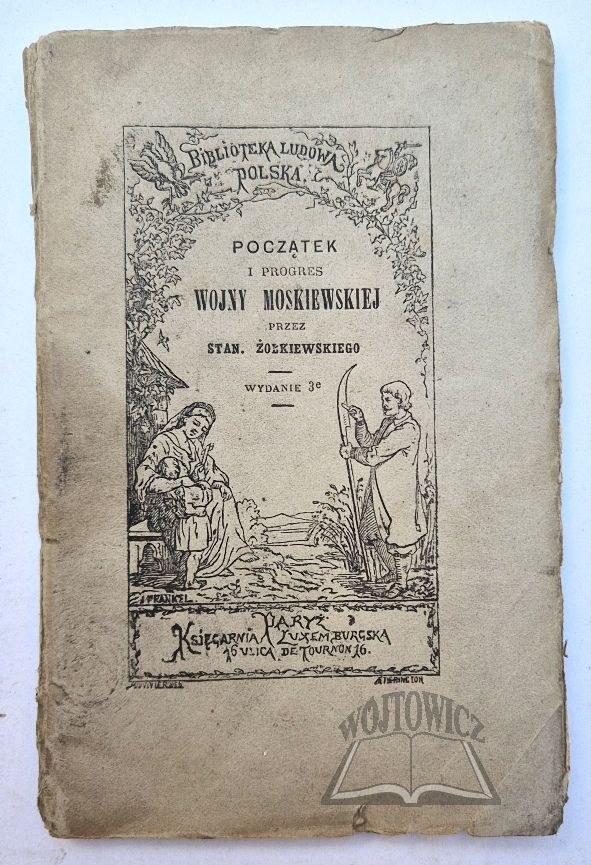 BIBLIOTEKA LUDOWA
POLSKA.
POCZĄTEK
I PROGRES
WOJNY MOSKIEWSKIEJ
PRZEZ
STAN. ŻOŁKIEWSKIEGO
WYDANIE 3e
J FRANKEL
PARYŻ
KSIĘGARNIA LUXEMBURGSKA
16 ULICA DE TOURNON 16.
WOJTOWICZ